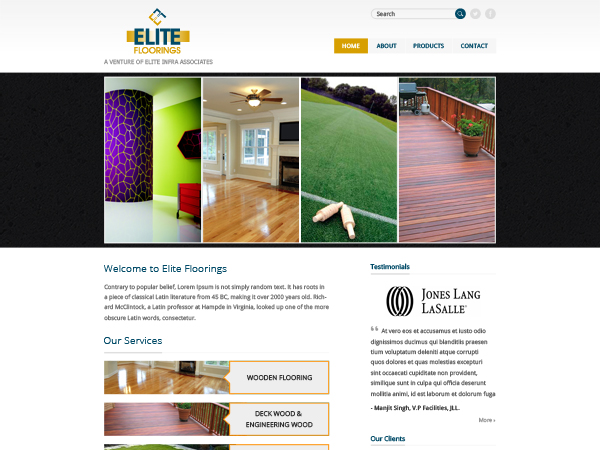 ELITE
FLOORINGS
A VENTURE OF ELITE INFRA ASSOCIATES
Search
HOME ABOUT PRODUCTS CONTACT
Welcome to Elite Floorings
Contrary to popular belief, Lorem Ipsum is not simply random text. It has roots in
a piece of classical Latin literature from 45 BC, making it over 2000 years old. Rich-
ard McClintock, a Latin professor at Hampde in Virginia, looked up one of the more
obscure Latin words, consectetur.
Our Services
WOODEN FLOORING
DECK WOOD &
ENGINEERING WOOD
Testimonials
JONES LANG
LASALLE
“ At vero eos et accusamus et iusto odio
dignissimos ducimus qui blanditiis praesen
tium voluptatum deleniti atque corrupti
quos dolores et quas molestias excepturi
sint occaecati cupiditate non provident,
similique sunt in culpa qui officia deserunt
mollitia animi, id est laborum et dolorum fuga
- Manjit Singh, V.P Facilities, JLL.
More ›
Our Clients